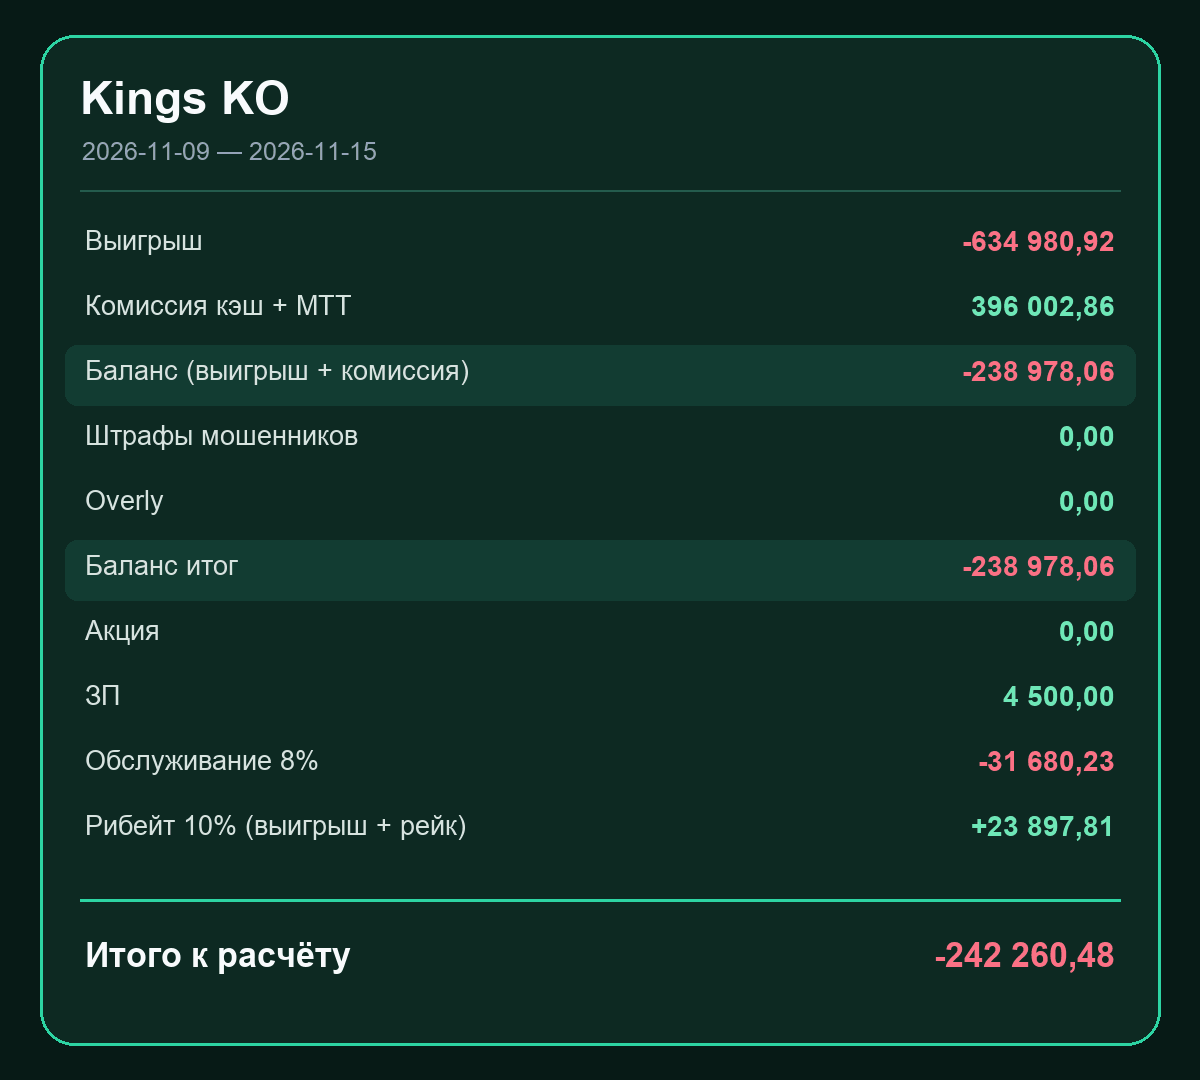 Kings KO
2026-11-09 — 2026-11-15
Выигрыш -634 980,92
Комиссия кэш + МТТ 396 002,86
Баланс (выигрыш + комиссия) -238 978,06
Штрафы мошенников 0,00
Overly 0,00
Баланс итог -238 978,06
Акция 0,00
ЗП 4 500,00
Обслуживание 8% -31 680,23
Рибейт 10% (выигрыш + рейк) +23 897,81
Итого к расчёту -242 260,48